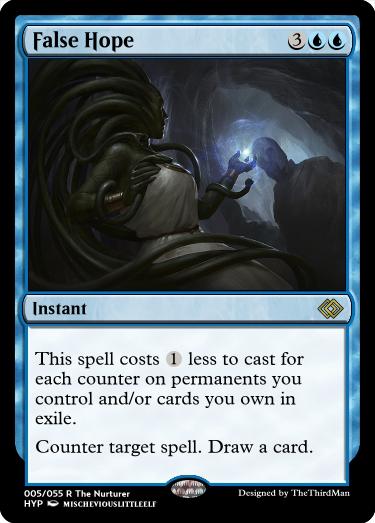 False Hope 3
Instant
This spell costs 1 less to cast for
each counter on permanents you
control and/or cards you own in
exile.
Counter target spell. Draw a card.
005/055 R The Nurturer
Designed by TheThirdMan
HYP MISCHEVIOUSLITTLEELF